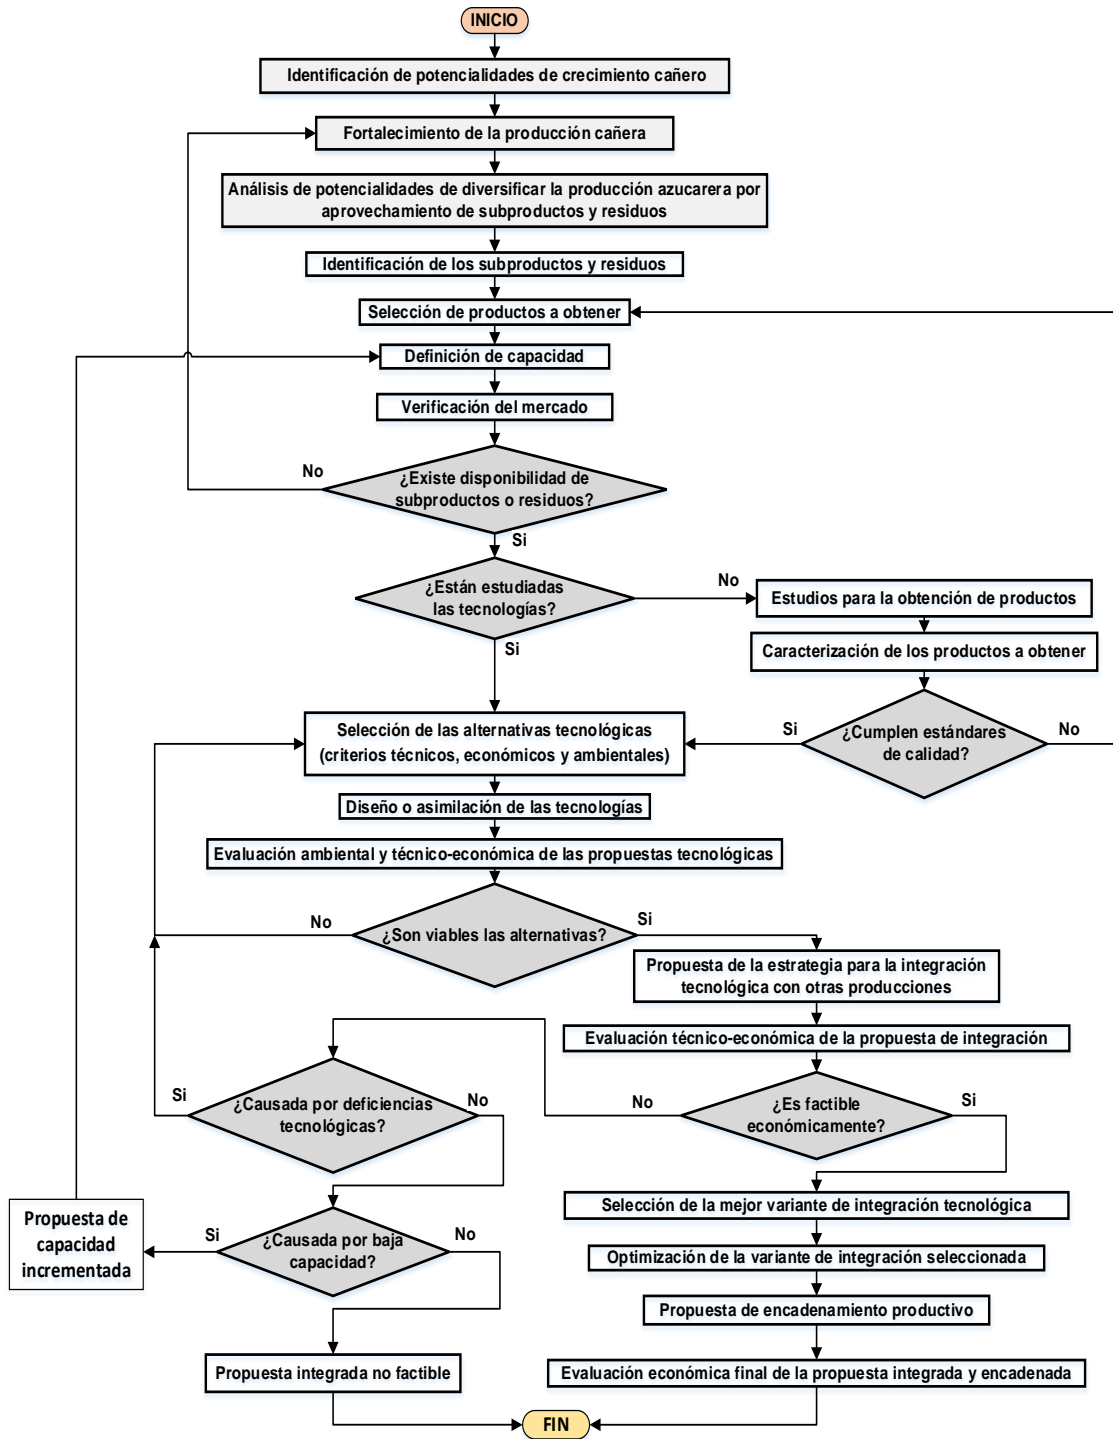 INICIO
Identificación de potencialidades de crecimiento cañero
Fortalecimiento de la producción cañera
Análisis de potencialidades de diversificar la producción azucarera por
aprovechamiento de subproductos y residuos
Identificación de los subproductos y residuos
Selección de productos a obtener
Definición de capacidad
Verificación del mercado
No
¿Existe disponibilidad de
subproductos o residuos?
Si
¿Están estudiadas
las tecnologías?
No
Estudios para la obtención de productos
Si
Caracterización de los productos a obtener
Selección de las alternativas tecnológicas
(criterios técnicos, económicos y ambientales)
Si
¿Cumplen estándares
de calidad?
No
Diseño o asimilación de las tecnologías
Evaluación ambiental y técnico-económica de las propuestas tecnológicas
No
¿Son viables las alternativas?
Si
Propuesta de la estrategia para la integración
tecnológica con otras producciones
Evaluación técnico-económica de la propuesta de integración
Si
¿Causada por deficiencias
tecnológicas?
No
No
¿Es factible
económicamente?
Si
Selección de la mejor variante de integración tecnológica
Propuesta de
capacidad
incrementada
Si
¿Causada por baja
capacidad?
No
Optimización de la variante de integración seleccionada
Propuesta de encadenamiento productivo
Propuesta integrada no factible
Evaluación económica final de la propuesta integrada y encadenada
FIN